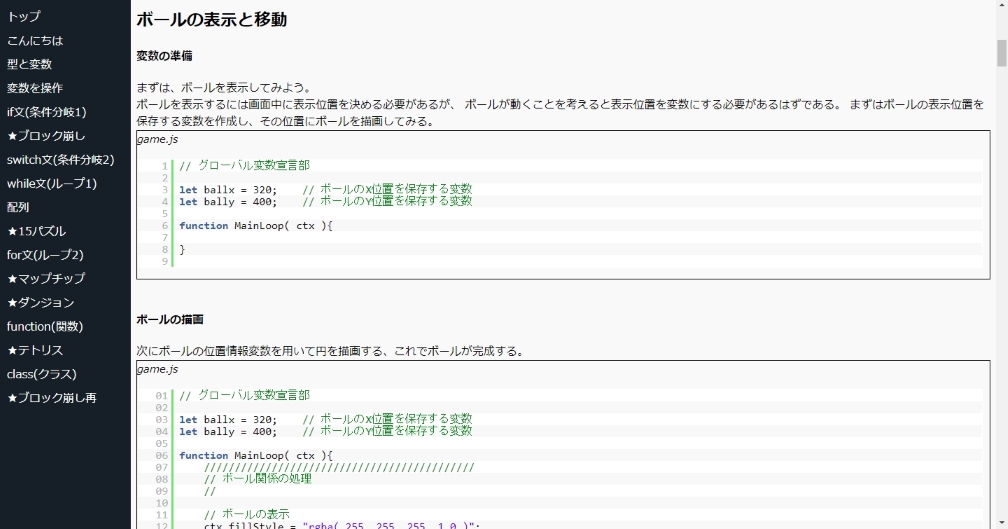 トップ
こんにちは
型と変数
変数を操作
if文(条件分岐1)
★ブロック崩し
switch文(条件分岐2)
while文(ループ1)
配列
★15パズル
for文(ループ2)
★マップチップ
★ダンジョン
function(関数)
★テトリス
class(クラス)
★ブロック崩し再
ボールの表示と移動
変数の準備
まずは、ボールを表示してみよう。
ボールを表示するには画面中に表示位置を決める必要があるが、 ボールが動くことを考えると表示位置を変数にする必要があるはずである。 まずはボールの表示位置を
保存する変数を作成し、その位置にボールを描画してみる。
game.js
1 // グローバル変数宣言部
2
3 let ballx = 320;    // ボールのX位置を保存する変数
4 let bally = 400;    // ボールのY位置を保存する変数
5
6 function MainLoop( ctx ){
7
8 }
9
ボールの描画
次にボールの位置情報変数を用いて円を描画する、これでボールが完成する。
game.js
01 // グローバル変数宣言部
02
03 let ballx = 320;    // ボールのX位置を保存する変数
04 let bally = 400;    // ボールのY位置を保存する変数
05
06 function MainLoop( ctx ){
07     ////////////////////////////////////////////
08     // ボール関係の処理
09     //
10
11     // ボールの表示
12     ctx.fillStyle = "rgba( 255, 255, 255, 1.0 )";